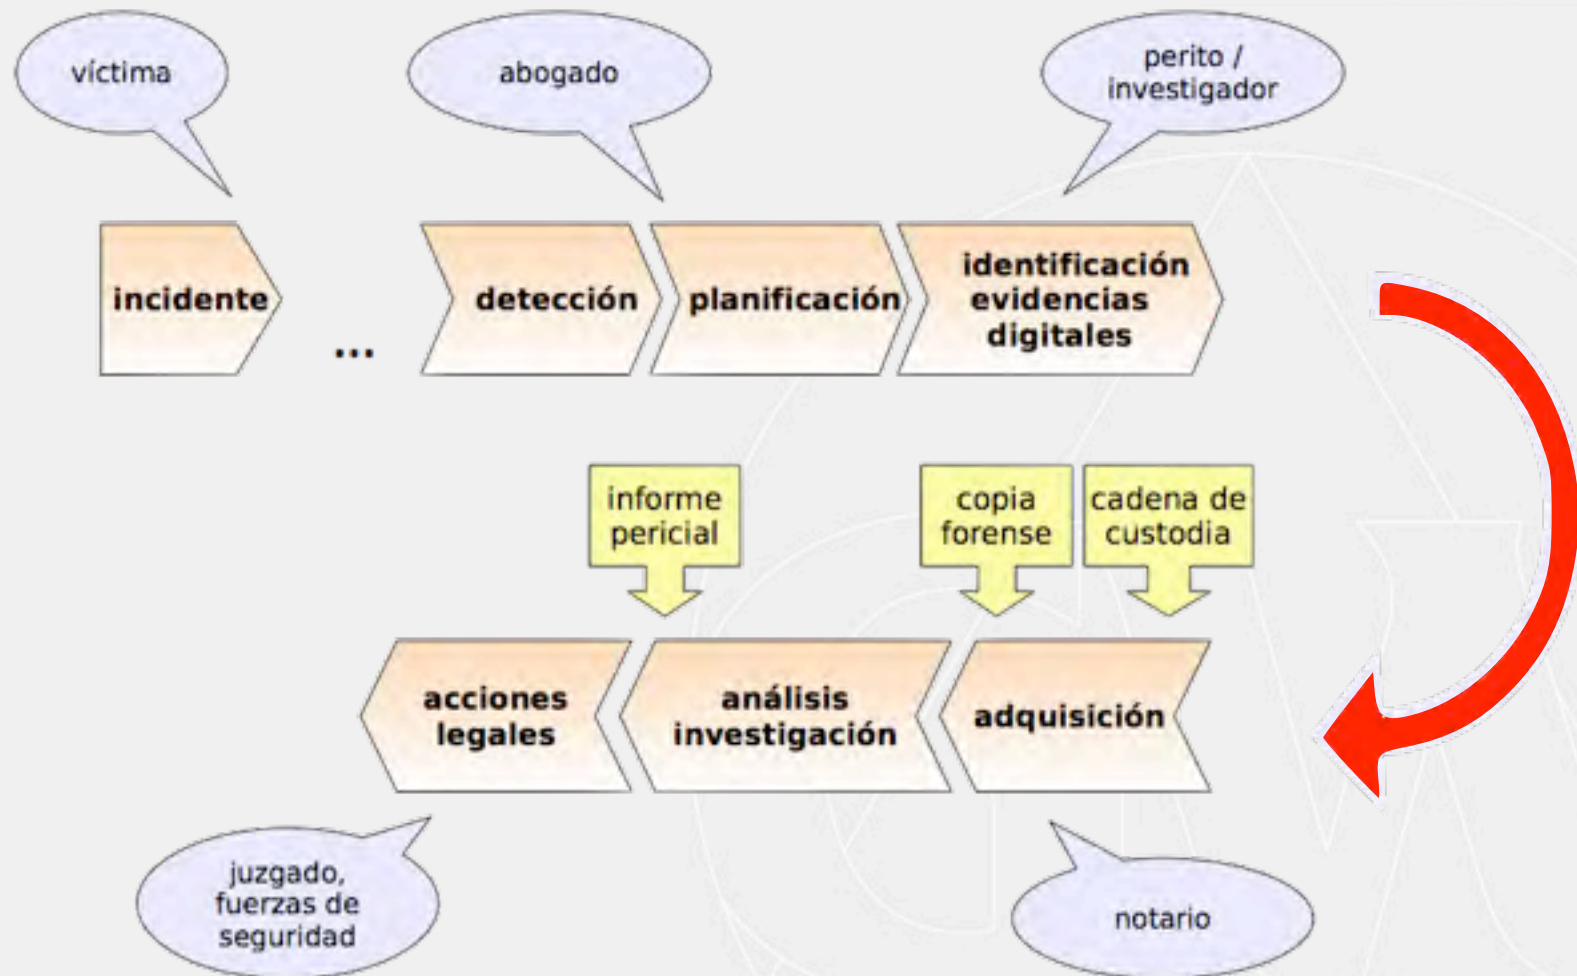 víctima
abogado
perito /
investigador
incidente
...
detección
planificación
identificación
evidencias
digitales
informe
pericial
copia
forense
cadena de
custodia
acciones
legales
análisis
investigación
adquisición
juzgado,
fuerzas de
seguridad
notario